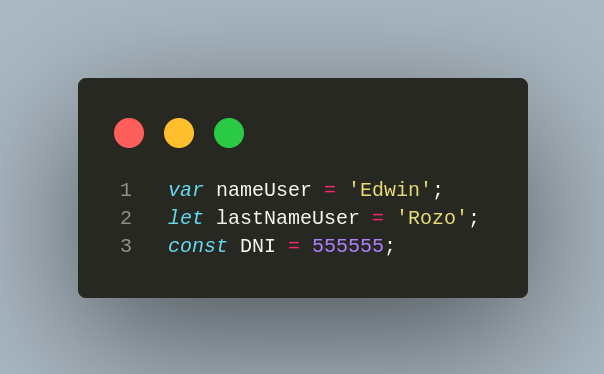 1 var nameUser = 'Edwin';
2 let lastNameUser = 'Rozo';
3 const DNI = 555555;